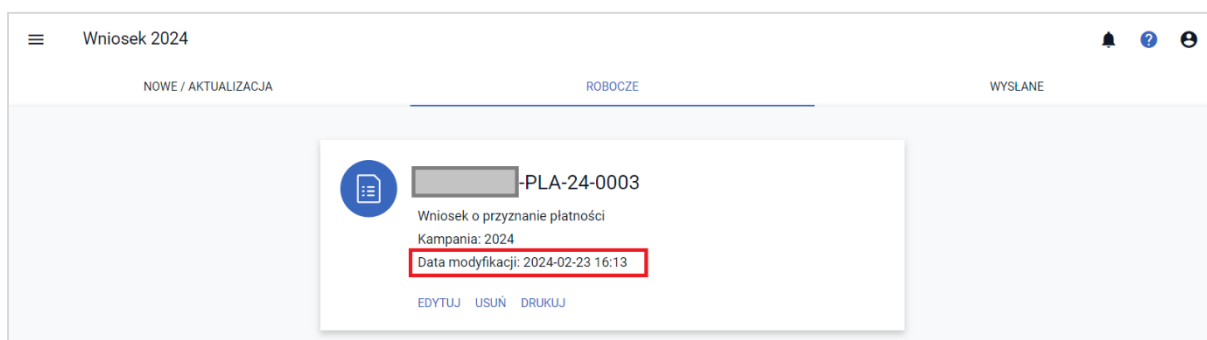 Wniosek 2024
NOWE / AKTUALIZACJA
ROBOCZE
WYSŁANE
-PLA-24-0003
Wniosek o przyznanie płatności
Kampania: 2024
Data modyfikacji: 2024-02-23 16:13
EDYTUJ USUŃ DRUKUJ